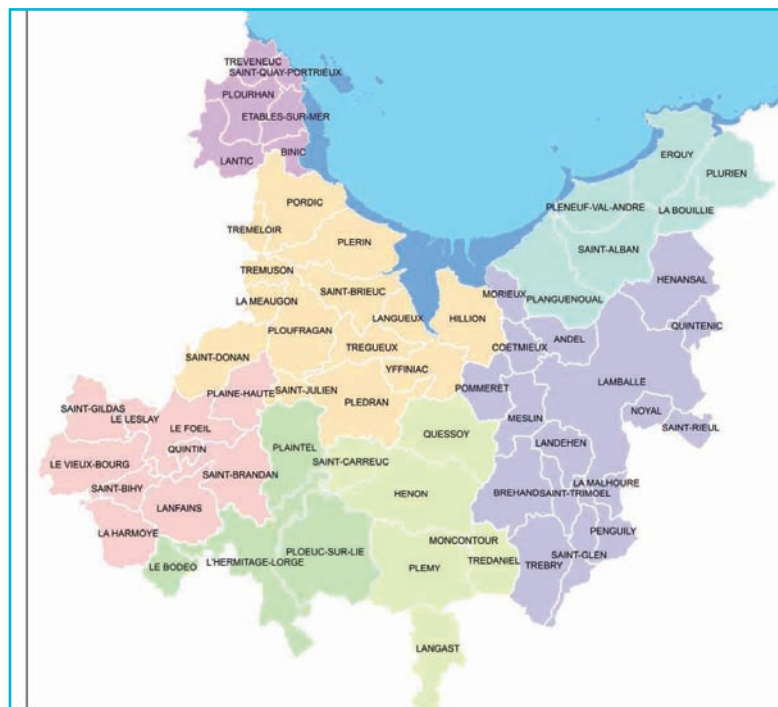 TREVENEUC
SAINT-QUAY-PORTRIEUX
PLOURHAN
ETABLES-SUR-MER
BINIC
LANTIC
ERQUY
PLURIEN
PORDIC
PLENEUF-VAL-ANDRE
LA BOUILLIE
TREMELOIR
PLERIN
SAINT-ALBAN
HENANSAL
TREMUSON
SAINT-BRIEUC
MORIEUX
LA MEAUGON
PLANGUENOUAL
LANGUEUX
HILLION
PLOUFRAGAN
QUINTENIC
ANDEL
TREGUEUX
COETMIEUX
SAINT-DONAN
YFFINIAC
PLAINE-HAUTE
SAINT-JULIEN
POMMERET
LAMBALLE
PLEDRAN
SAINT-GILDAS
LE LESLAY
MESLIN
NOYAL
SAINT-RIEUL
LE FOEIL
QUESSOY
LANDEHEN
QUINTIN
PLAINTEL
LE VIEUX-BOURG
SAINT-CARREUC
SAINT-BRANDAN
LA MALHOURE
SAINT-BIHY
HENON
BREHAND
SAINT-TRIMOEL
LANFAINS
LA HARMOYE
PENGUILY
MONCONTOUR
PLOEUC-SUR-LIE
SAINT-GLEN
L'HERMITAGE-LORGE
TREDANIEL
TREBRY
LE BODEO
PLEMY
LANGAST